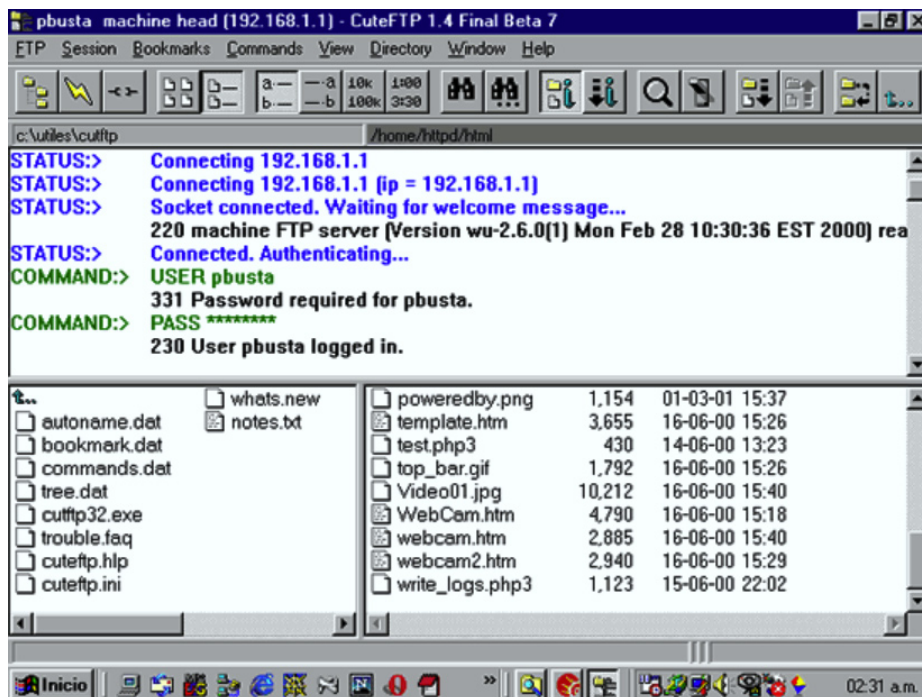 pbusta machine head (192.168.1.1) - CuteFTP 1.4 Final Beta 7
FTP Session Bookmarks Commands View Directory Window Help
a: a 10k 1:00
b: b 100k 3:30
c:\utiles\cutftp /home/httpd/html
STATUS:> Connecting 192.168.1.1
STATUS:> Connecting 192.168.1.1 (ip = 192.168.1.1)
STATUS:> Socket connected. Waiting for welcome message...
220 machine FTP server (Version wu-2.6.0(1) Mon Feb 28 10:30:36 EST 2000) rea
STATUS:> Connected. Authenticating...
COMMAND:> USER pbusta
331 Password required for pbusta.
COMMAND:> PASS ********
230 User pbusta logged in.
autoname.dat
bookmark.dat
commands.dat
tree.dat
cutftp32.exe
trouble.faq
cuteftp.hlp
cuteftp.ini
whats.new
notes.txt
poweredby.png 1,154 01-03-01 15:37
template.htm 3,655 16-06-00 15:26
test.php3 430 14-06-00 13:23
top_bar.gif 1,792 16-06-00 15:26
Video01.jpg 10,212 16-06-00 15:40
WebCam.htm 4,790 16-06-00 15:18
webcam.htm 2,885 16-06-00 15:40
webcam2.htm 2,940 16-06-00 15:29
write_logs.php3 1,123 15-06-00 22:02
Inicio 02:31 a.m.